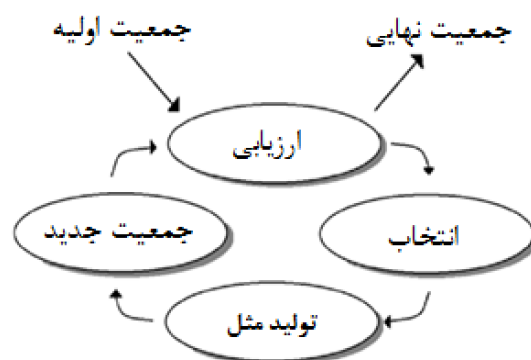 جمعیت نهایی
جمعیت اولیه
ارزیابی
انتخاب
جمعیت جدید
تولید مثل